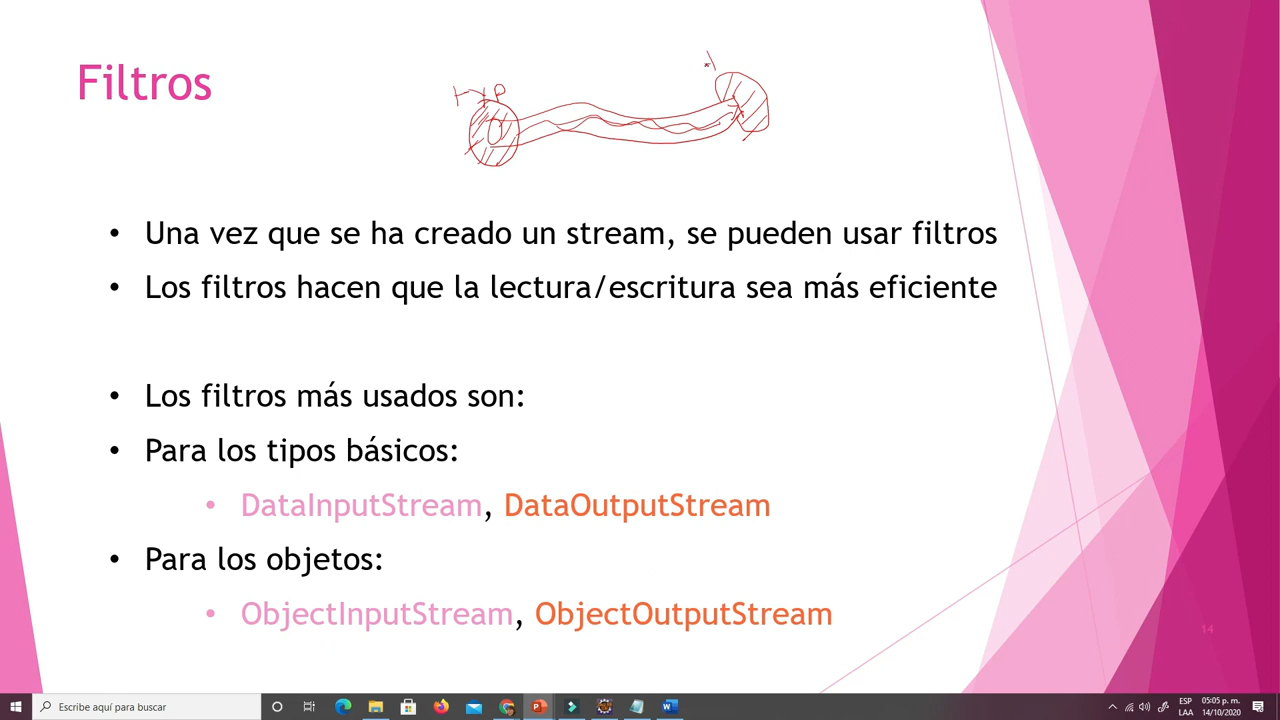 Filtros
• Una vez que se ha creado un stream, se pueden usar filtros
• Los filtros hacen que la lectura/escritura sea más eficiente
• Los filtros más usados son:
• Para los tipos básicos:
• DataInputStream, DataOutputStream
• Para los objetos:
• ObjectInputStream, ObjectOutputStream
14
Escribe aquí para buscar
ESP
LAA
05:05 p. m.
14/10/2020